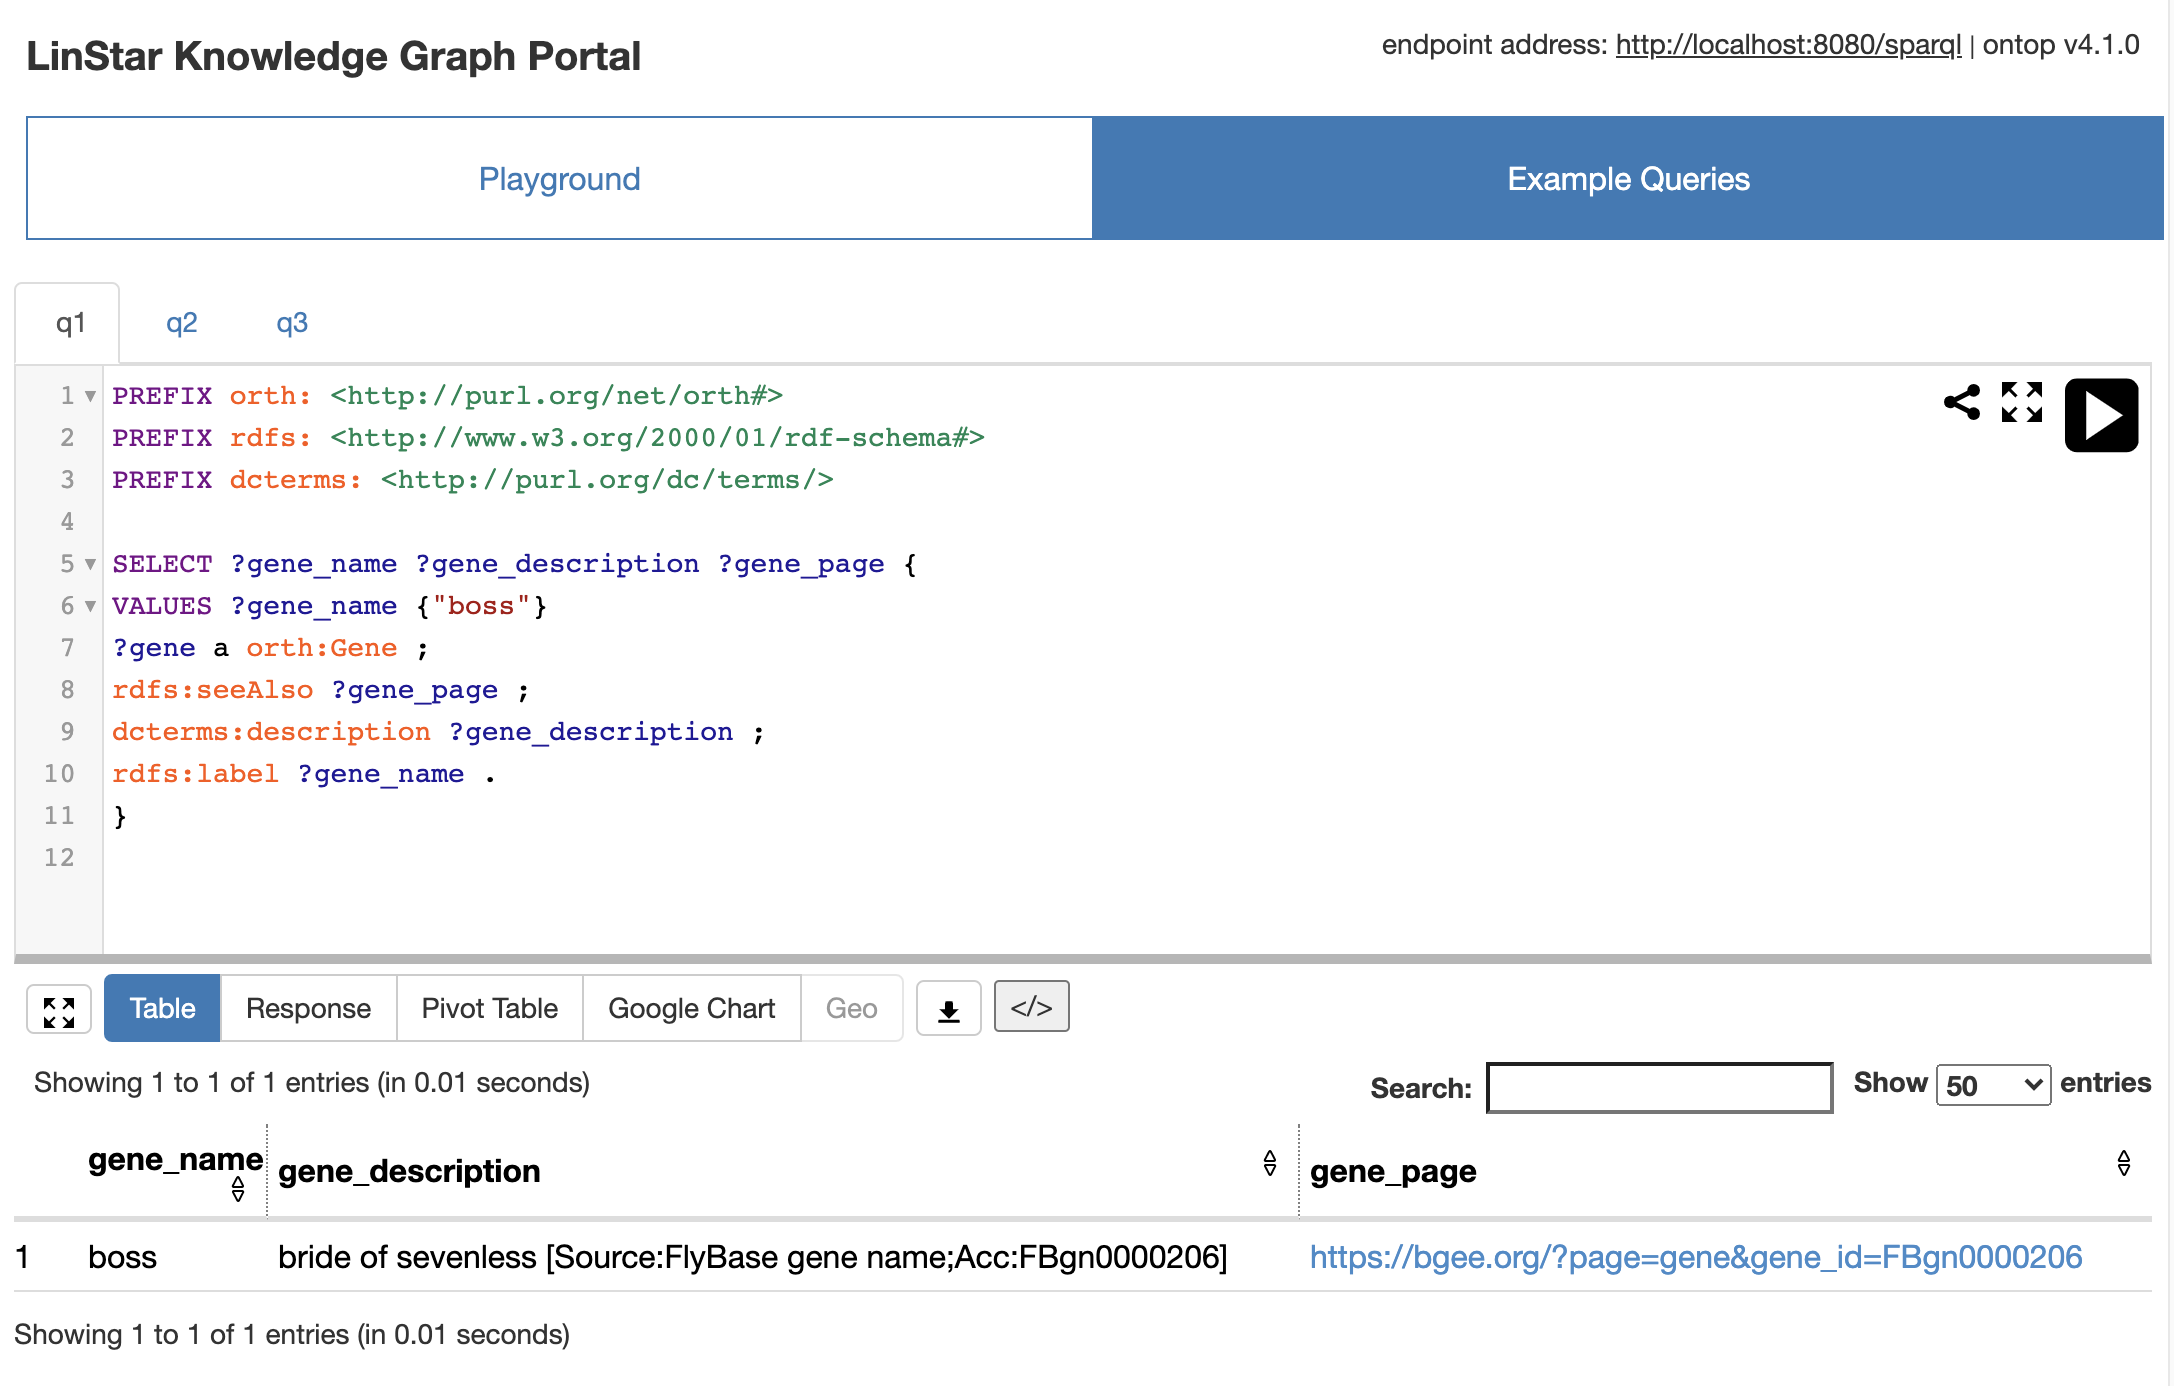 LinStar Knowledge Graph Portal
endpoint address: http://localhost:8080/sparql | ontop v4.1.0
Playground
Example Queries
q1 q2 q3
1 PREFIX orth: <http://purl.org/net/orth#>
2 PREFIX rdfs: <http://www.w3.org/2000/01/rdf-schema#>
3 PREFIX dcterms: <http://purl.org/dc/terms/>
4
5 SELECT ?gene_name ?gene_description ?gene_page {
6 VALUES ?gene_name {"boss"}
7 ?gene a orth:Gene ;
8 rdfs:seeAlso ?gene_page ;
9 dcterms:description ?gene_description ;
10 rdfs:label ?gene_name .
11 }
12
Table Response Pivot Table Google Chart Geo </>
Showing 1 to 1 of 1 entries (in 0.01 seconds)
Search: Show 50 entries
gene_name gene_description gene_page
1 boss bride of sevenless [Source:FlyBase gene name;Acc:FBgn0000206] https://bgee.org/?page=gene&gene_id=FBgn0000206
Showing 1 to 1 of 1 entries (in 0.01 seconds)